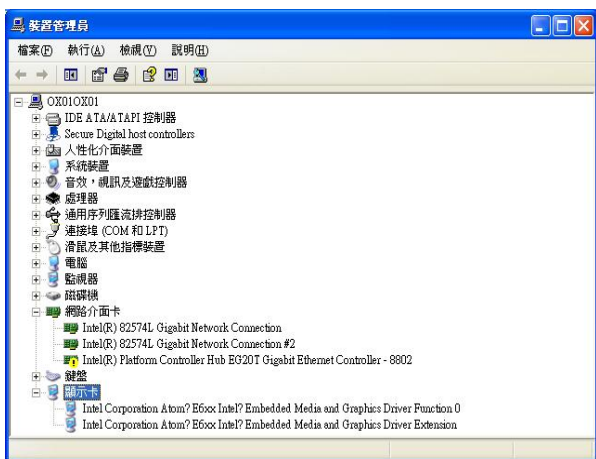 裝置管理員
檔案(F) 執行(A) 檢視(V) 說明(H)
OX01OX01
IDE ATA/ATAPI 控制器
Secure Digital host controllers
人性化介面裝置
系統裝置
音效，視訊及遊戲控制器
處理器
通用序列匯流排控制器
連接埠 (COM 和 LPT)
滑鼠及其他指標裝置
電腦
監視器
磁碟機
網路介面卡
Intel(R) 82574L Gigabit Network Connection
Intel(R) 82574L Gigabit Network Connection #2
Intel(R) Platform Controller Hub EG20T Gigabit Ethernet Controller - 8802
鍵盤
顯示卡
Intel Corporation Atom? E6xx Intel? Embedded Media and Graphics Driver Function 0
Intel Corporation Atom? E6xx Intel? Embedded Media and Graphics Driver Extension